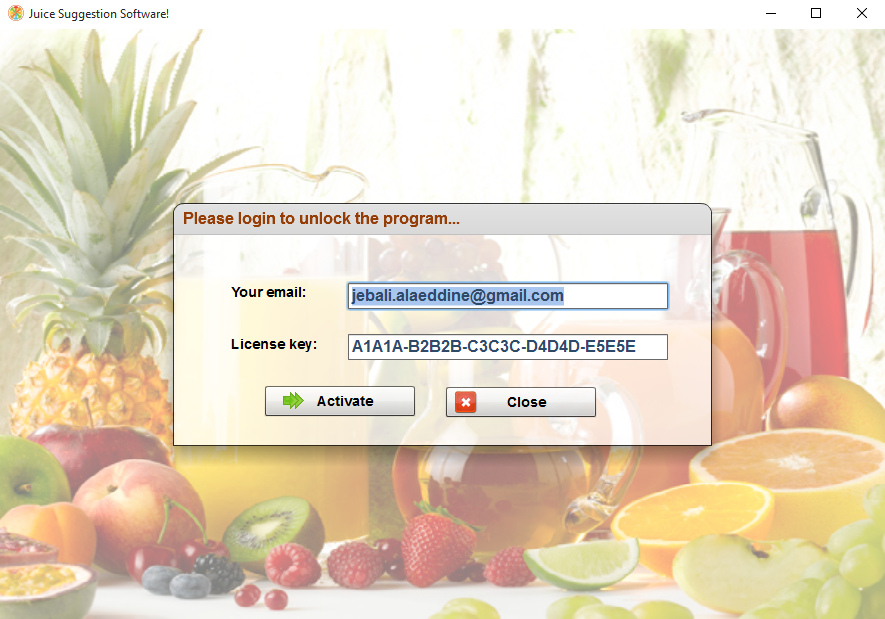 Juice Suggestion Software!
Please login to unlock the program...
Your email:
jebali.alaeddine@gmail.com
License key:
A1A1A-B2B2B-C3C3C-D4D4D-E5E5E
Activate
Close